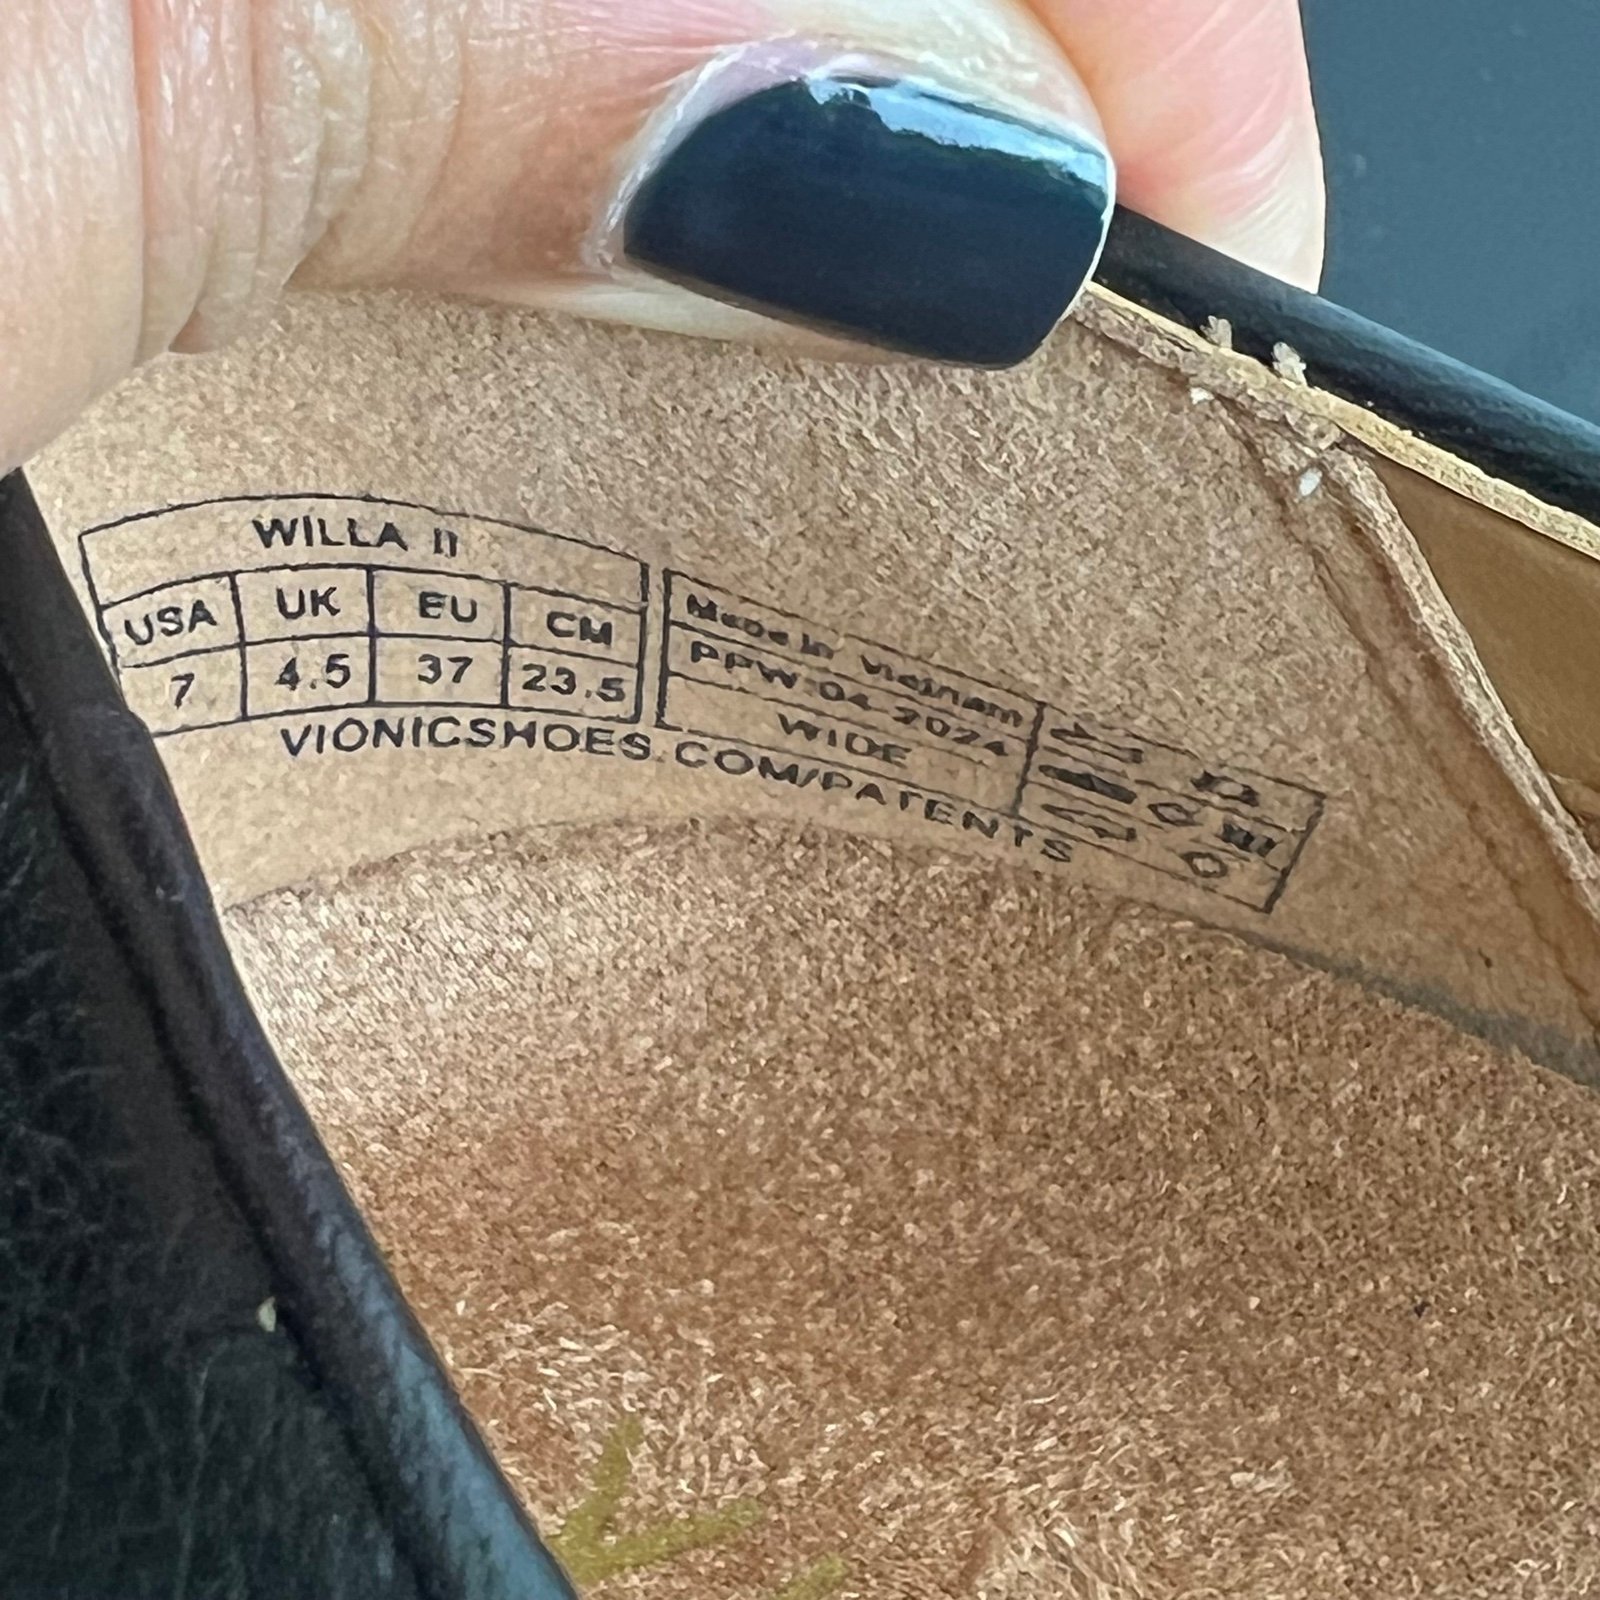 WILLA II
USA UK EU CM
7 4.5 37 23.5
Made in Vietnam
PPW 04 2024
WIDE
VIONICSHOES.COM/PATENTS